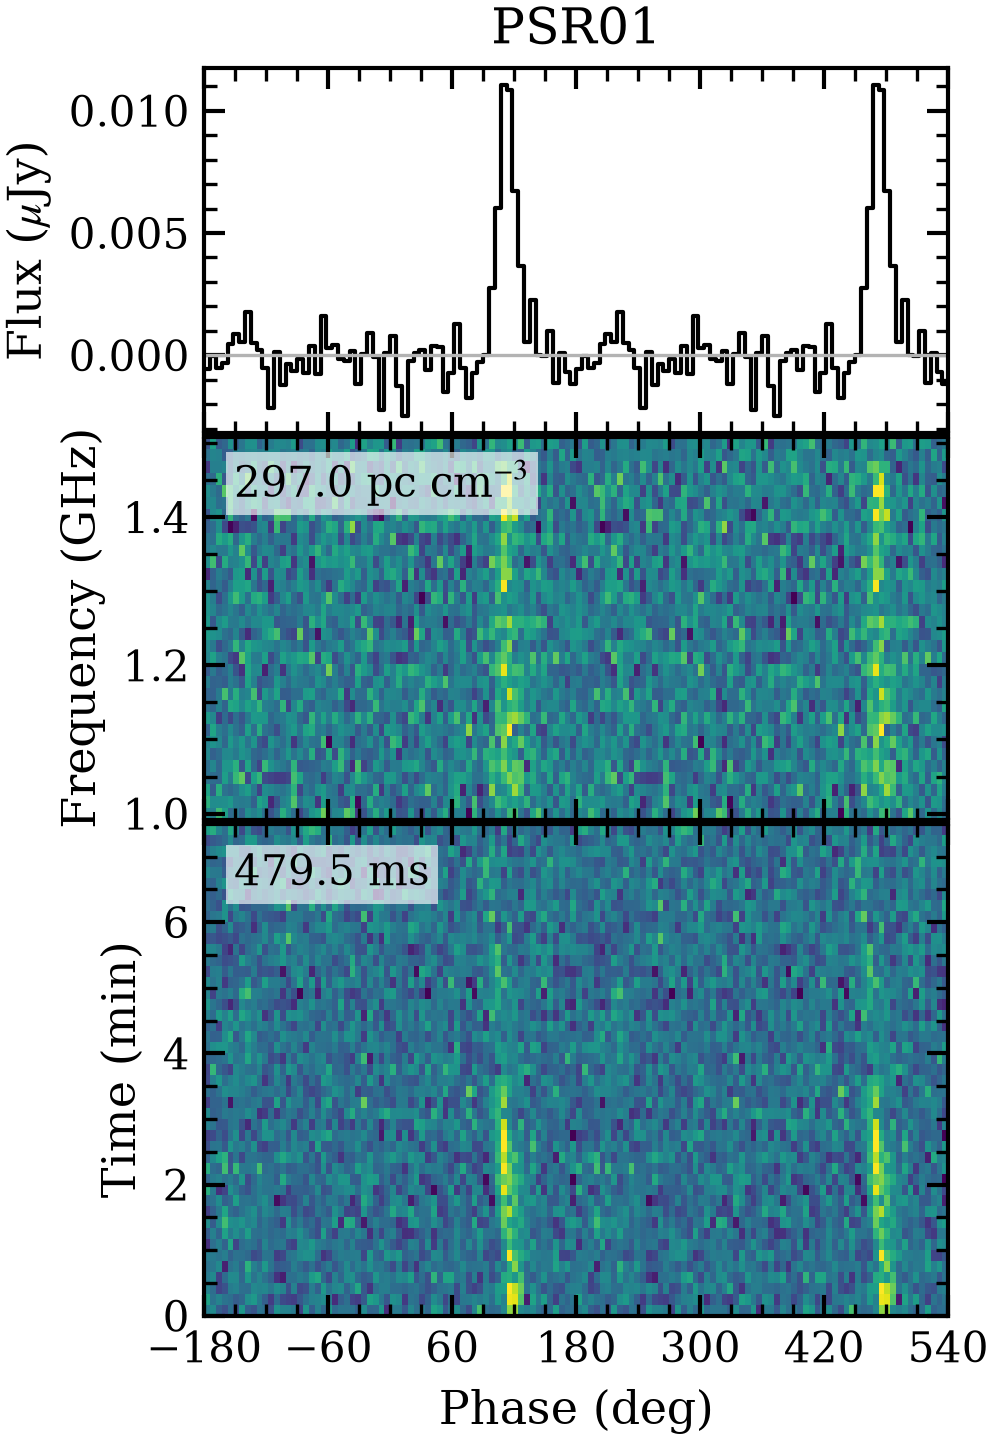 PSR01
0.010
0.005
0.000
Flux (μJy)
297.0 pc cm⁻³
1.4
1.2
1.0
Frequency (GHz)
479.5 ms
6
4
2
0
Time (min)
−180 −60 60 180 300 420 540
Phase (deg)